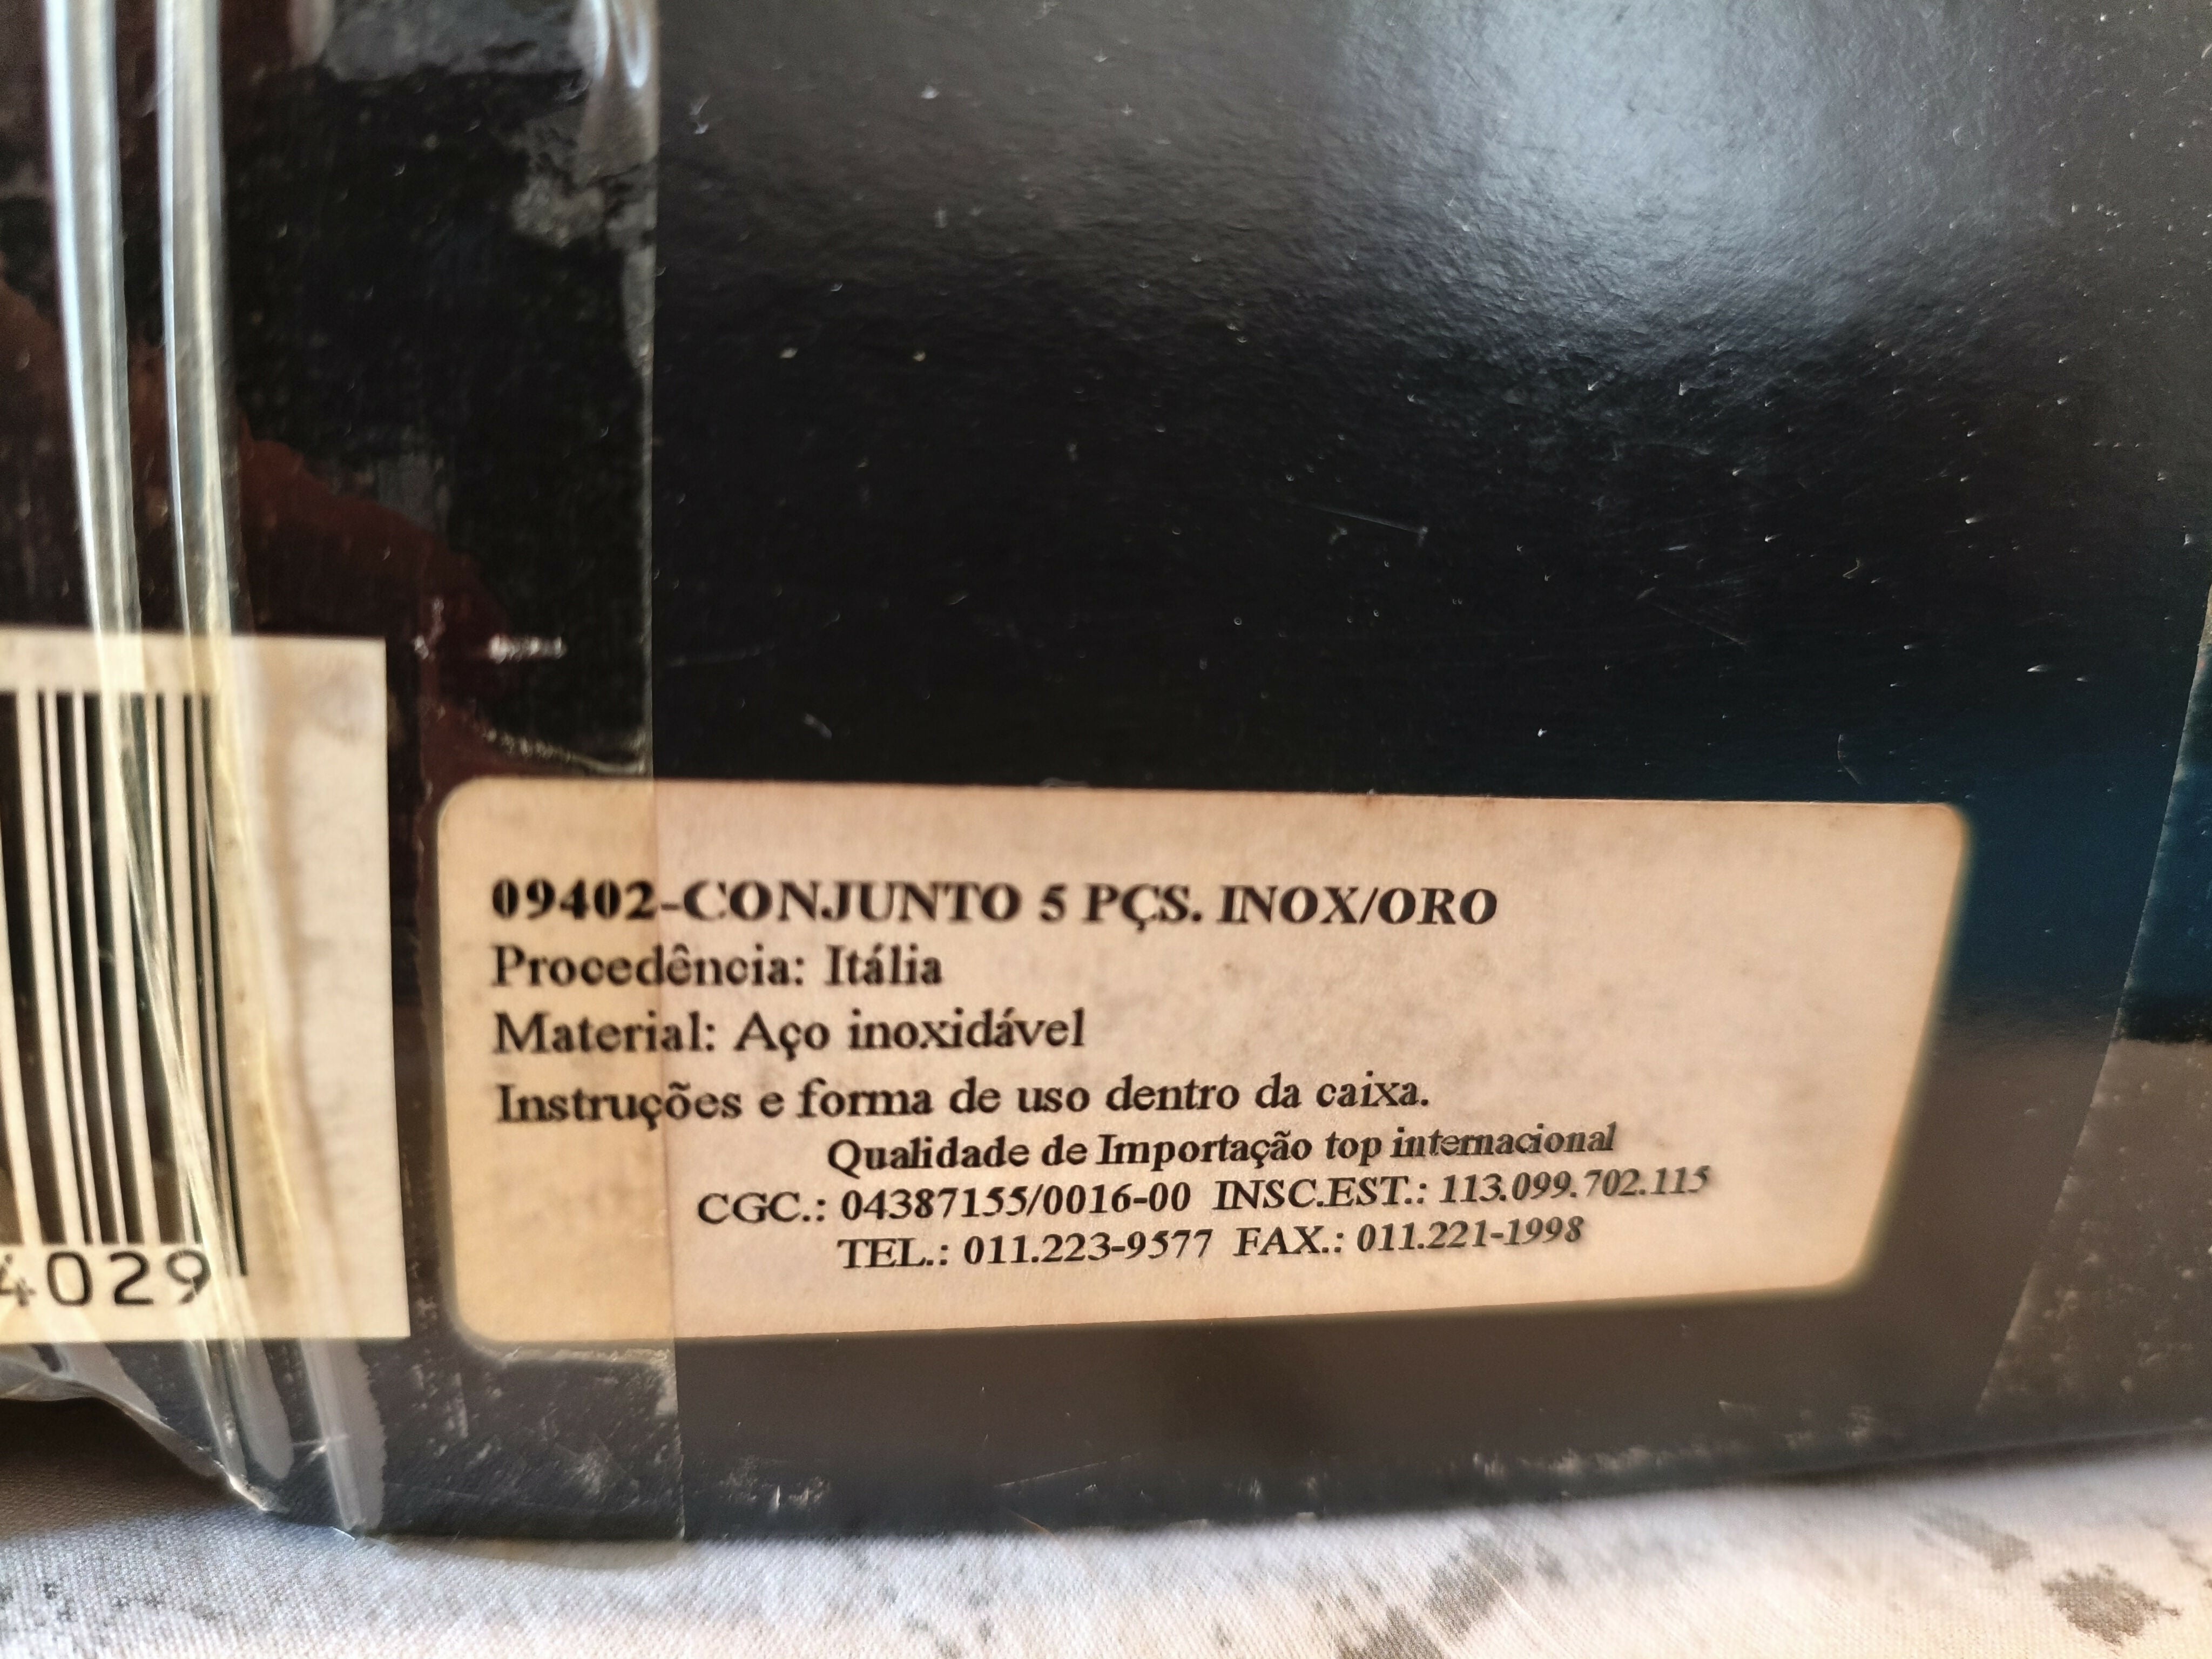 09402-CONJUNTO 5 PÇS. INOX/ORO
Procedência: Itália
Material: Aço inoxidável
Instruções e forma de uso dentro da caixa.
Qualidade de Importação top internacional
CGC.: 04387155/0016-00 INSC.EST.: 113.099.702.115
TEL.: 011.223-9577 FAX.: 011.221-1998
4029